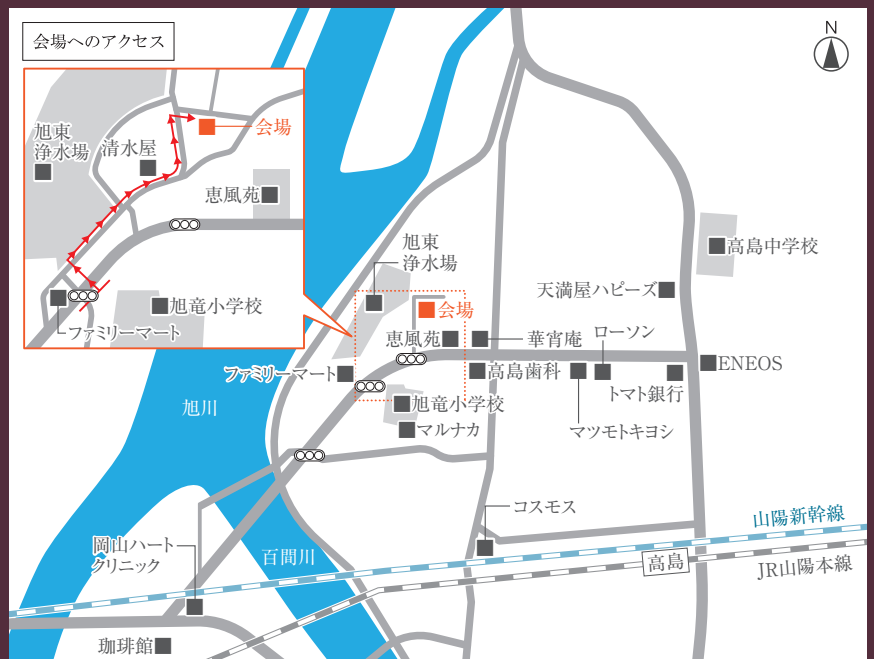 会場へのアクセス
N
旭東
浄水場
清水屋
会場
恵風苑
旭竜小学校
ファミリーマート
旭東
浄水場
高島中学校
天満屋ハピーズ
会場
恵風苑
華宵庵
ローソン
ファミリーマート
高島歯科
ENEOS
トマト銀行
旭川
旭竜小学校
マルナカ
マツモトキヨシ
コスモス
山陽新幹線
岡山ハート
クリニック
百間川
高島
JR山陽本線
珈琲館